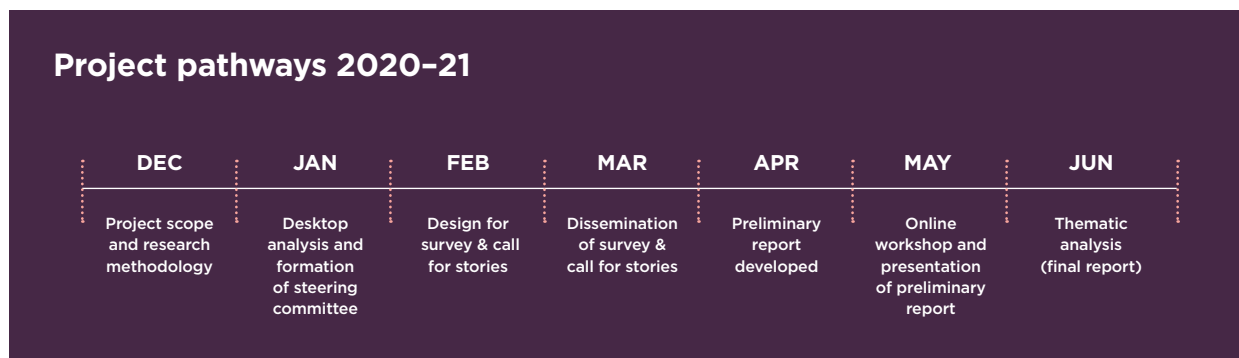 Project pathways 2020–21
DEC
JAN
FEB
MAR
APR
MAY
JUN
Project scope
and research
methodology
Desktop
analysis and
formation
of steering
committee
Design for
survey & call
for stories
Dissemination
of survey &
call for stories
Preliminary
report
developed
Online
workshop and
presentation
of preliminary
report
Thematic
analysis
(final report)